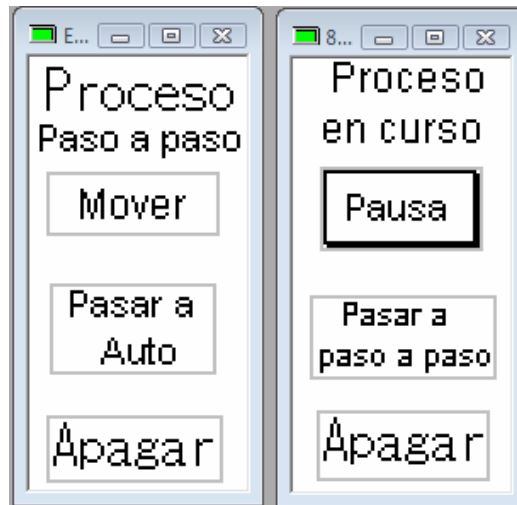 E...
Proceso
Paso a paso
Mover
Pasar a
Auto
Apagar
8...
Proceso
en curso
Pausa
Pasar a
paso a paso
Apagar